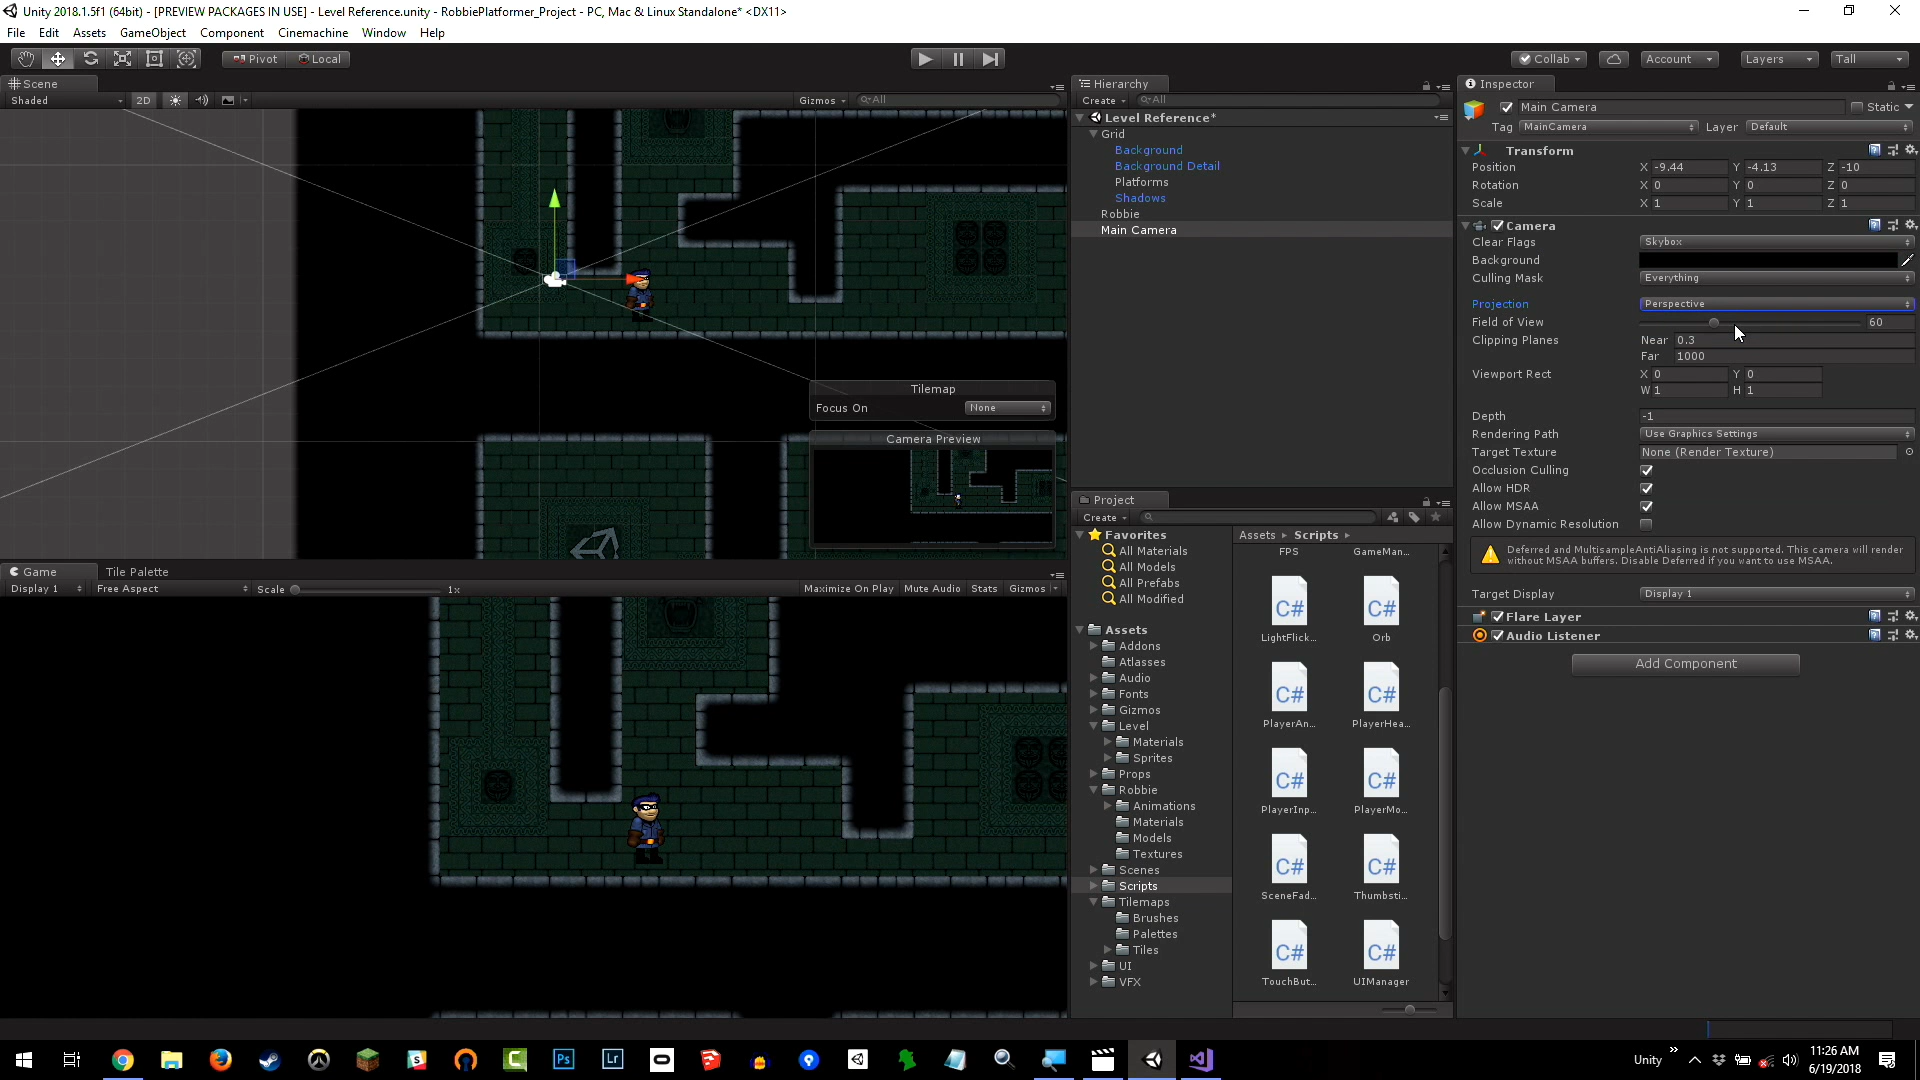 Unity 2018.1.5f1 (64bit) - [PREVIEW PACKAGES IN USE] - Level Reference.unity - RobbiePlatformer_Project - PC, Mac & Linux Standalone* <DX11>
File Edit Assets GameObject Component Cinemachine Window Help
Pivot Local
Collab Account Layers Tall
Scene
Shaded 2D Gizmos All
Tilemap
Focus On None
Camera Preview
Game Tile Palette
Display 1 Free Aspect Scale 1x Maximize On Play Mute Audio Stats Gizmos
Hierarchy
Create All
Level Reference*
Grid
Background
Background Detail
Platforms
Shadows
Robbie
Main Camera
Project
Create
Favorites
All Materials
All Models
All Prefabs
All Modified
Assets
Addons
Atlasses
Audio
Fonts
Gizmos
Level
Materials
Sprites
Props
Robbie
Animations
Materials
Models
Textures
Scenes
Scripts
Tilemaps
Brushes
Palettes
Tiles
UI
VFX
Assets Scripts
FPS GameMan...
C# C#
LightFlick... Orb
C# C#
PlayerAn... PlayerHea...
C# C#
PlayerInp... PlayerMo...
C# C#
SceneFad... Thumbsti...
C# C#
TouchBut... UIManager
Inspector
Main Camera Static
Tag MainCamera Layer Default
Transform
Position X -9.44 Y -4.13 Z -10
Rotation X 0 Y 0 Z 0
Scale X 1 Y 1 Z 1
Camera
Clear Flags Skybox
Background
Culling Mask Everything
Projection Perspective
Field of View 60
Clipping Planes Near 0.3
Far 1000
Viewport Rect X 0 Y 0
W 1 H 1
Depth -1
Rendering Path Use Graphics Settings
Target Texture None (Render Texture)
Occlusion Culling
Allow HDR
Allow MSAA
Allow Dynamic Resolution
Deferred and MultisampleAntiAliasing is not supported. This camera will render
without MSAA buffers. Disable Deferred if you want to use MSAA.
Target Display Display 1
Flare Layer
Audio Listener
Add Component
Ps Lr
Unity
11:26 AM
6/19/2018